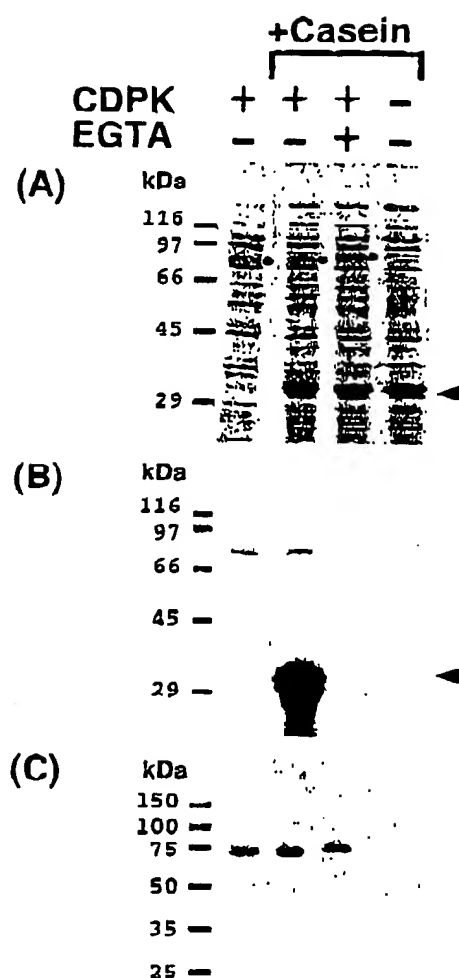 +Casein
CDPK + + + -
EGTA - - + -
(A) kDa
116
97
66
45
29
(B) kDa
116
97
66
45
29
(C) kDa
150
100
75
50
35
25